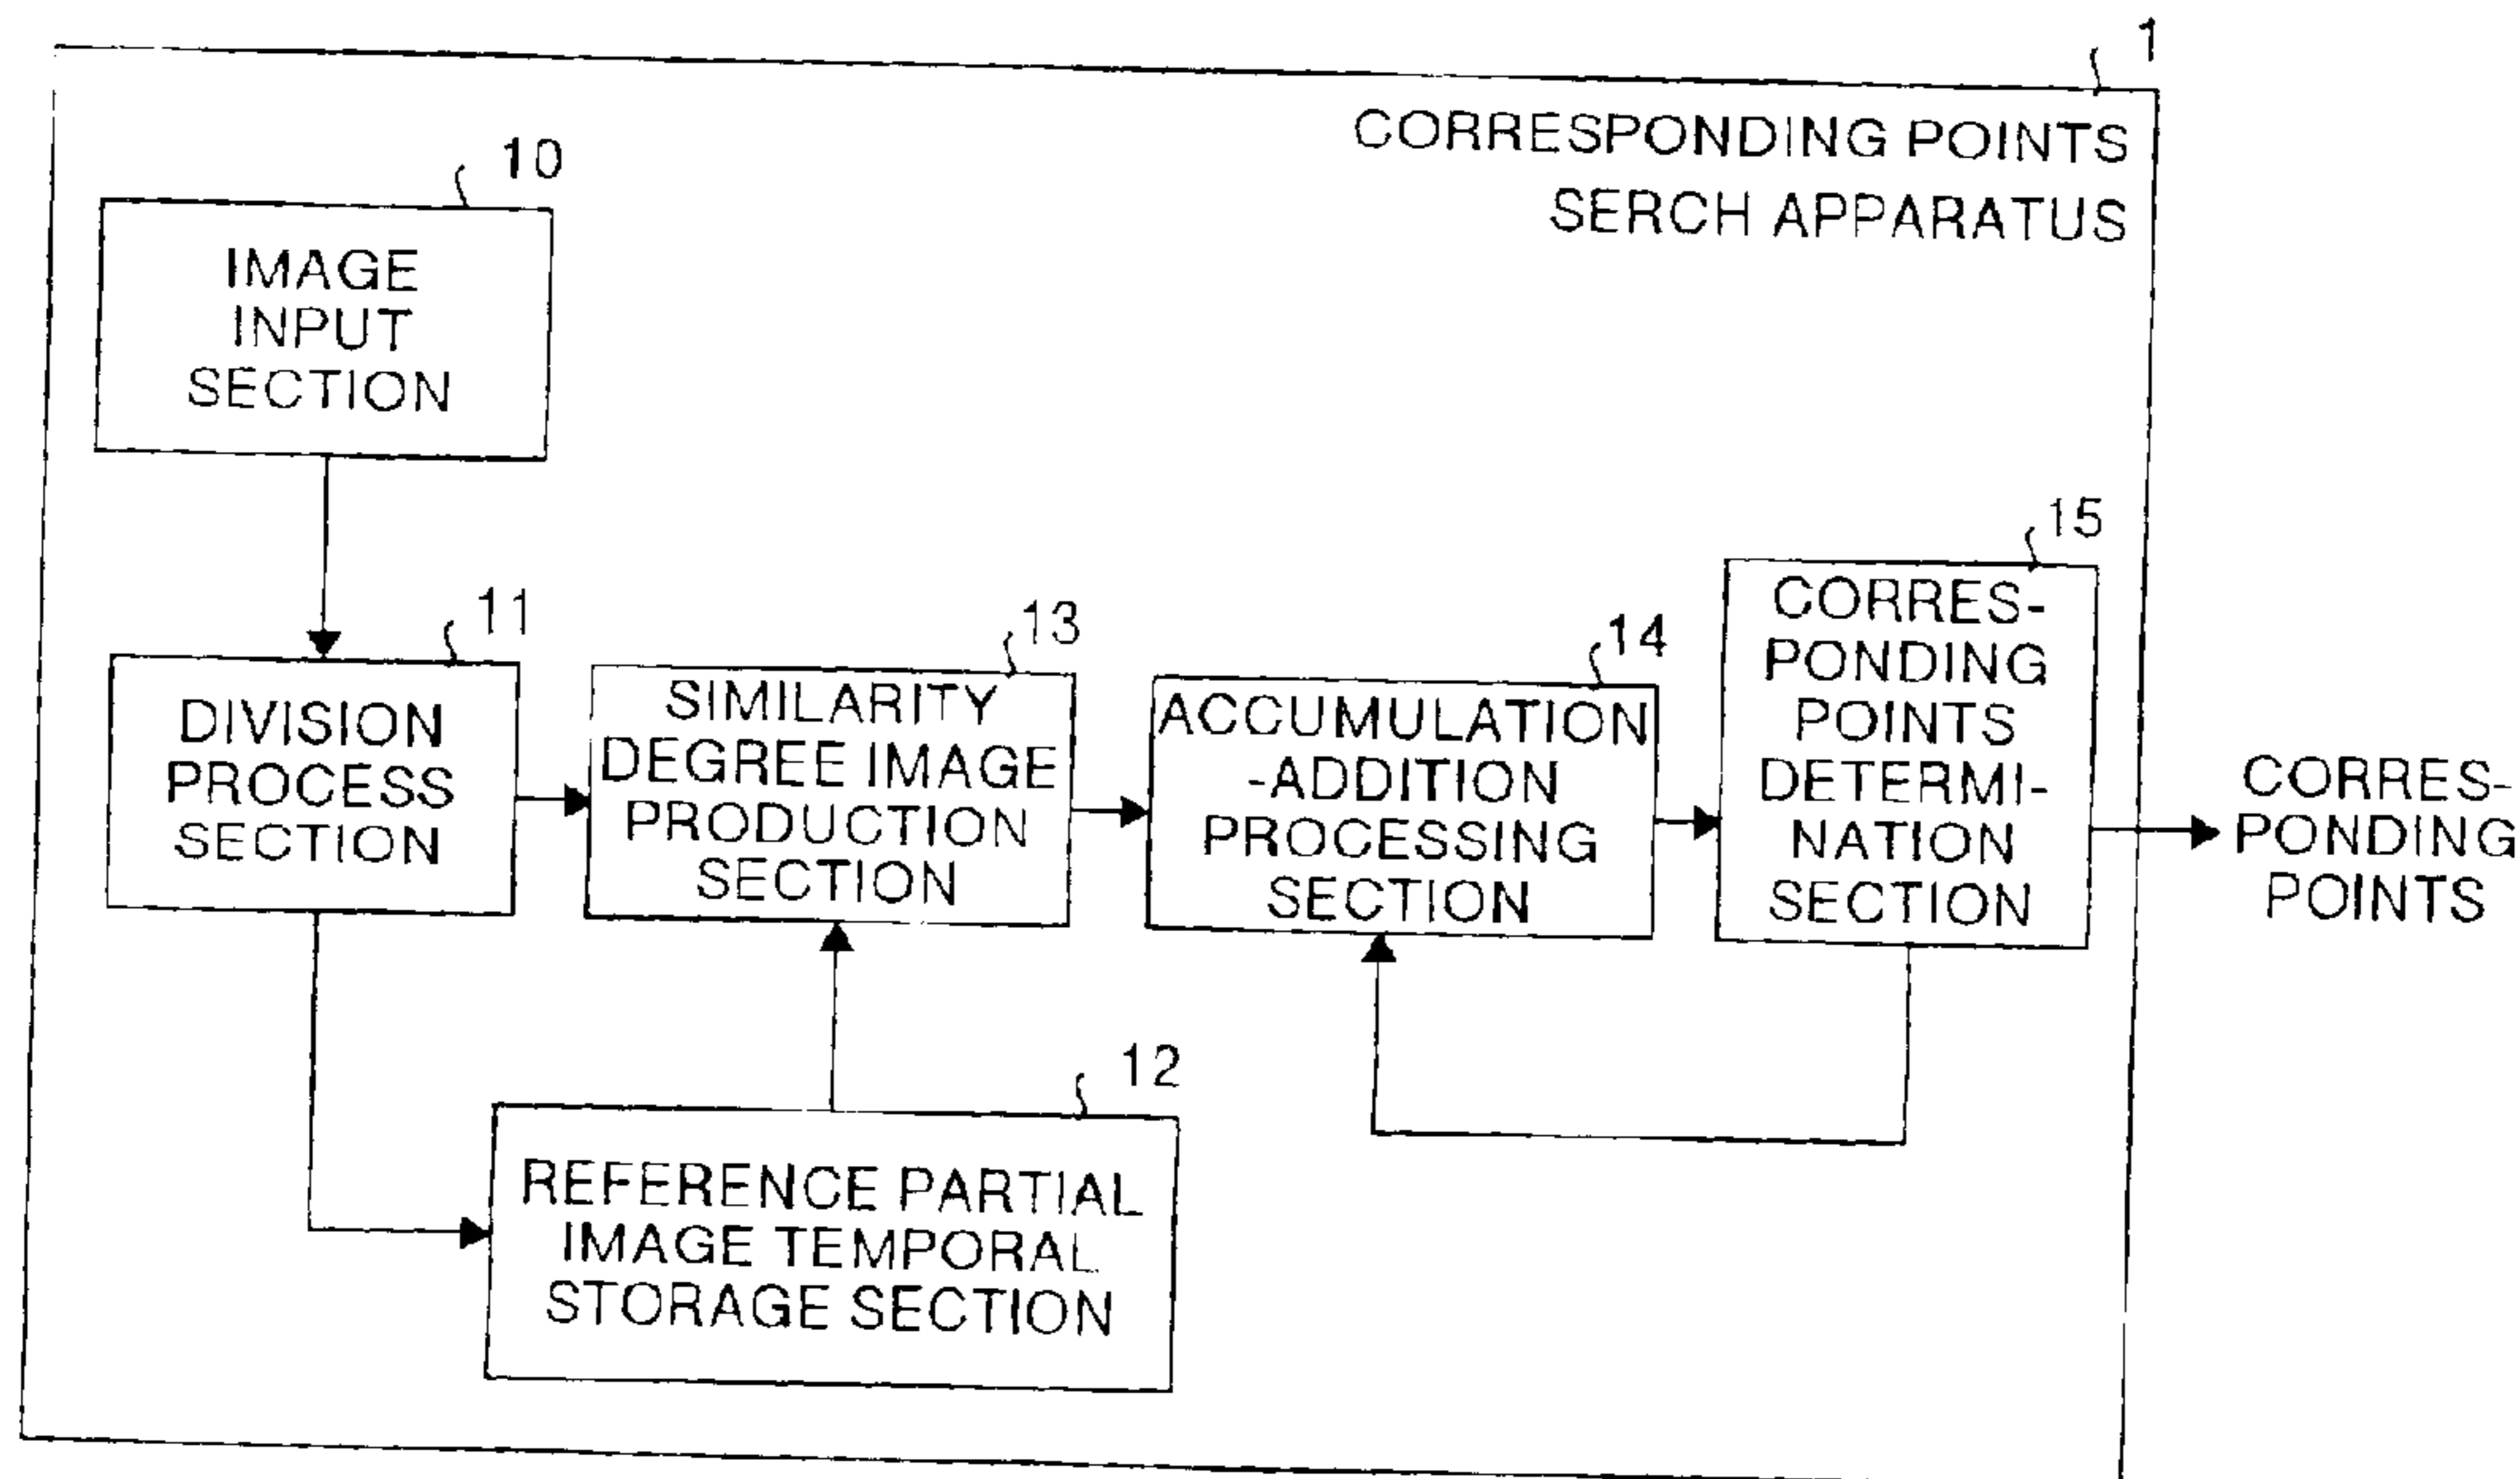 1
CORRESPONDING POINTS
SERCH APPARATUS
10
IMAGE
INPUT
SECTION
11
DIVISION
PROCESS
SECTION
13
SIMILARITY
DEGREE IMAGE
PRODUCTION
SECTION
14
ACCUMULATION
-ADDITION
PROCESSING
SECTION
15
CORRES-
PONDING
POINTS
DETERMI-
NATION
SECTION
CORRES-
PONDING
POINTS
12
REFERENCE PARTIAL
IMAGE TEMPORAL
STORAGE SECTION